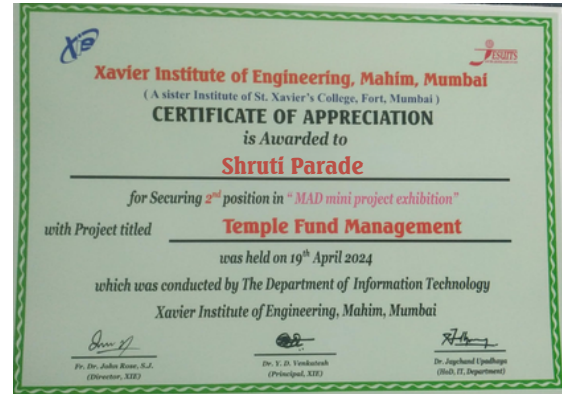 XIE
JESUITS
Xavier Institute of Engineering, Mahim, Mumbai
( A sister Institute of St. Xavier's College, Fort, Mumbai )
CERTIFICATE OF APPRECIATION
is Awarded to
Shruti Parade
for Securing 2nd position in “ MAD mini project exhibition”
with Project titled Temple Fund Management
was held on 19th April 2024
which was conducted by The Department of Information Technology
Xavier Institute of Engineering, Mahim, Mumbai
Fr. Dr. John Rose, S.J. Dr. Y. D. Venkatesh Dr. Jaychand Upadhaya
(Director, XIE) (Principal, XIE) (HoD, IT, Department)